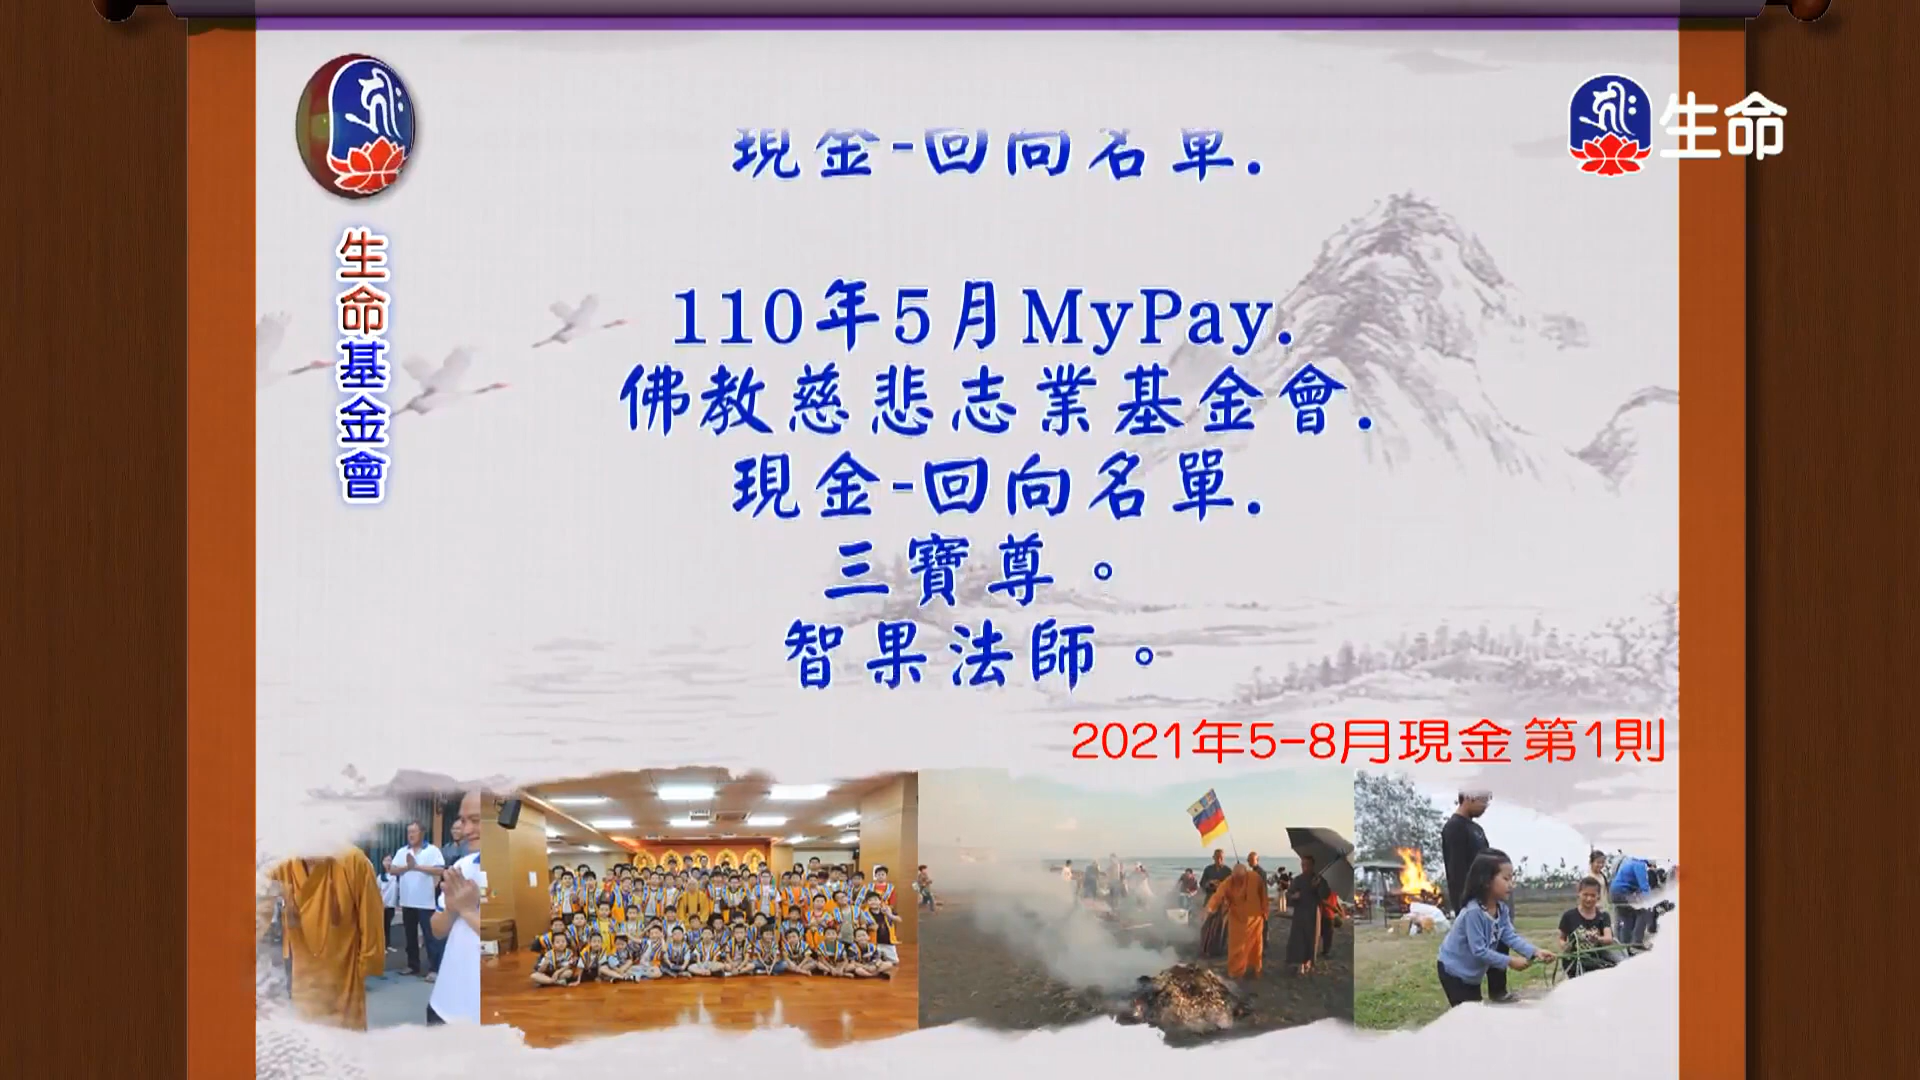 現金-回向名單.
生命
生命基金會
110年5月MyPay.
佛教慈悲志業基金會.
現金-回向名單.
三寶尊。
智果法師。
2021年5-8月現金第1則